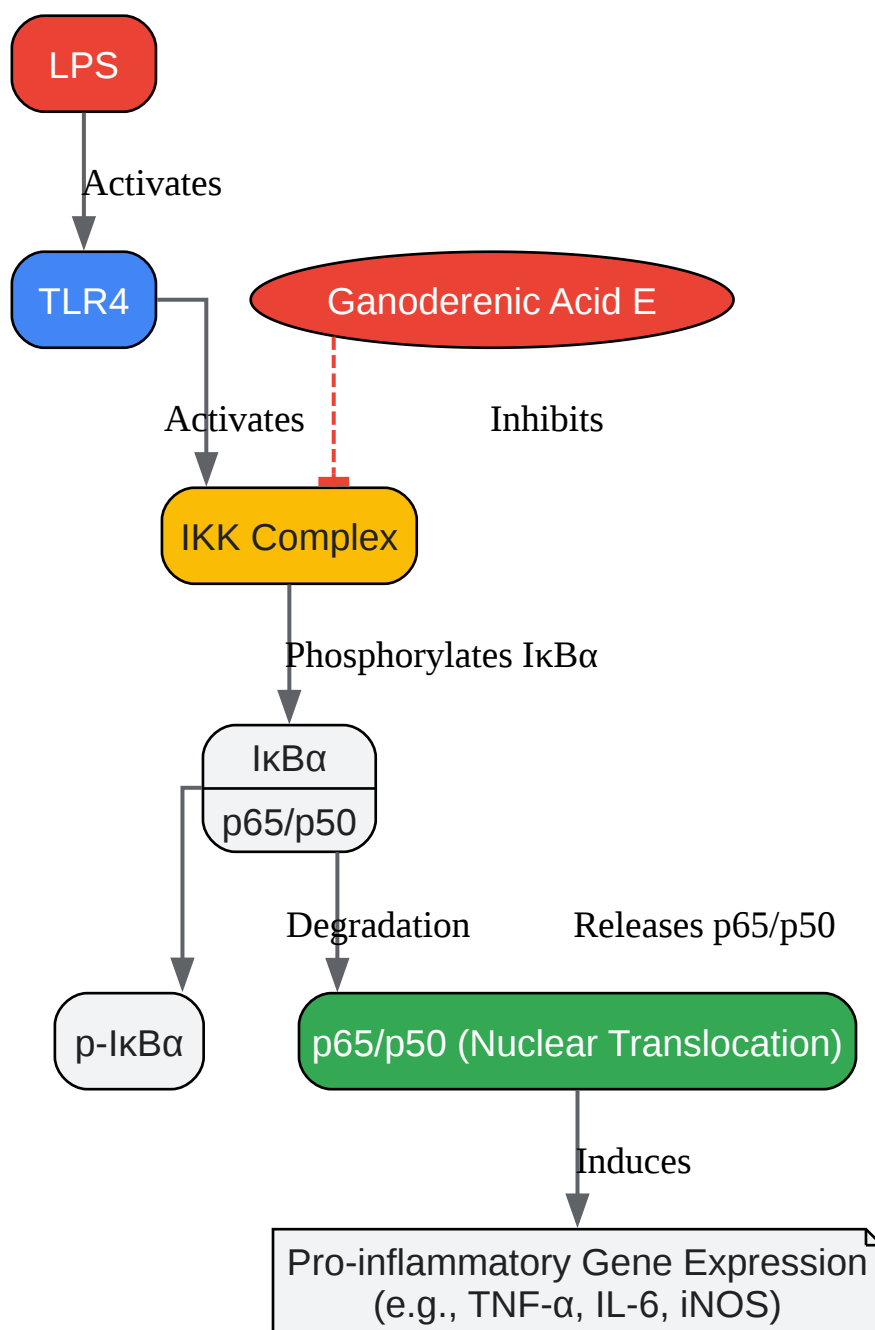 LPS
Activates
TLR4
Ganoderenic Acid E
Activates
Inhibits
IKK Complex
Phosphorylates IκBα
IκBα
p65/p50
Degradation
Releases p65/p50
p-IκBα
p65/p50 (Nuclear Translocation)
Induces
Pro-inflammatory Gene Expression
(e.g., TNF-α, IL-6, iNOS)